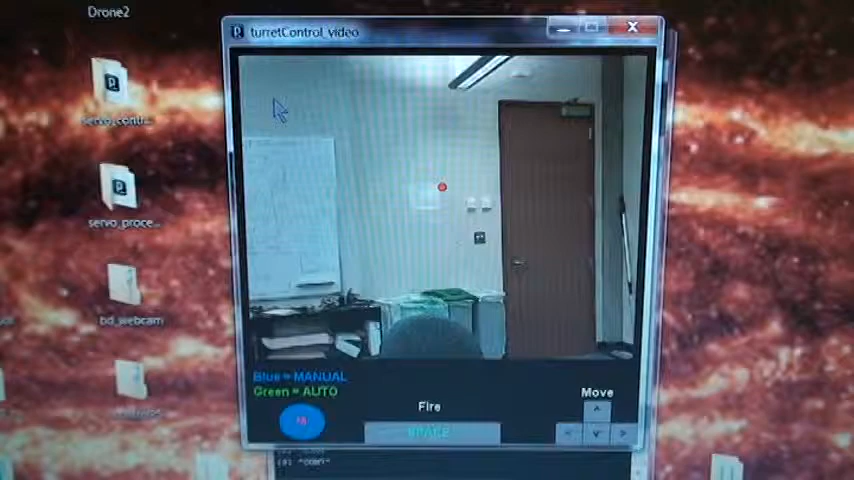 Drone2
turretControl_video
servo_contr...
servo_proce...
bd_webcam
Blue = MANUAL
Green = AUTO
Fire
Move